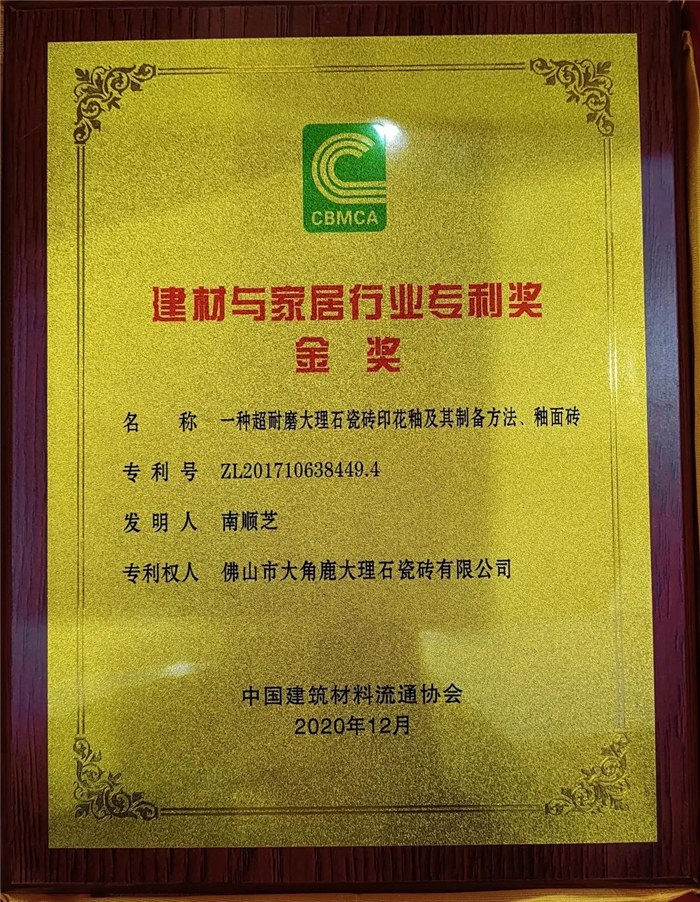 CBMCA
建材与家居行业专利奖
金 奖
名 称 一种超耐磨大理石瓷砖印花釉及其制备方法、釉面砖
专 利 号 ZL201710638449.4
发 明 人 南顺芝
专利权人 佛山市大角鹿大理石瓷砖有限公司
中国建筑材料流通协会
2020年12月